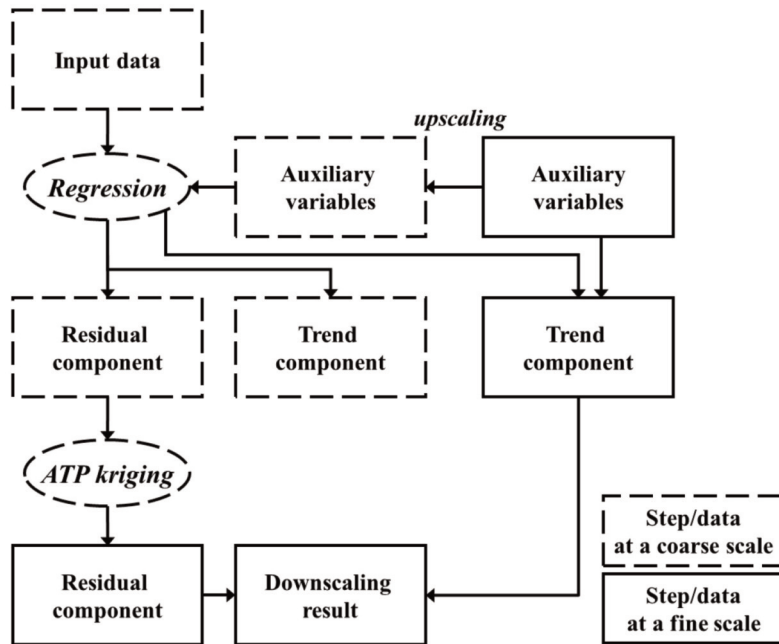 Input data
upscaling
Regression
Auxiliary
variables
Auxiliary
variables
Residual
component
Trend
component
Trend
component
ATP kriging
Step/data
at a coarse scale
Residual
component
Downscaling
result
Step/data
at a fine scale